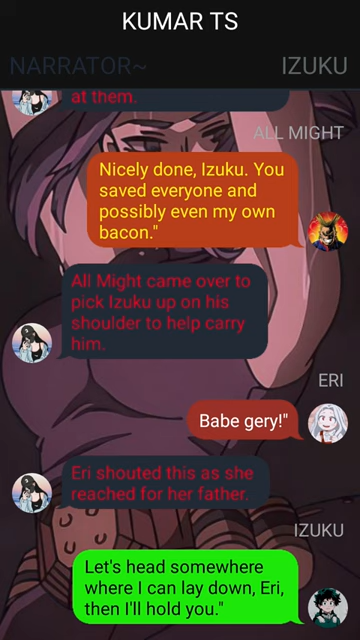 KUMAR TS
NARRATOR~
IZUKU
at them.
ALL MIGHT
Nicely done, Izuku. You
saved everyone and
possibly even my own
bacon."
All Might came over to
pick Izuku up on his
shoulder to help carry
him.
ERI
Babe gery!"
Eri shouted this as she
reached for her father.
IZUKU
Let's head somewhere
where I can lay down, Eri,
then I'll hold you."